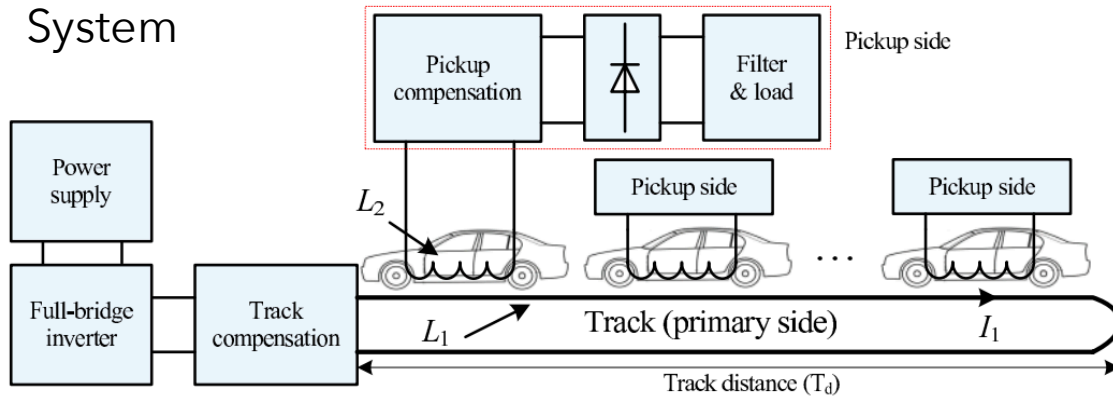 System
Pickup
compensation
Filter
& load
Pickup side
Power
supply
L2
Pickup side
Pickup side
...
Full-bridge
inverter
Track
compensation
L1
Track (primary side)
I1
Track distance (Td)